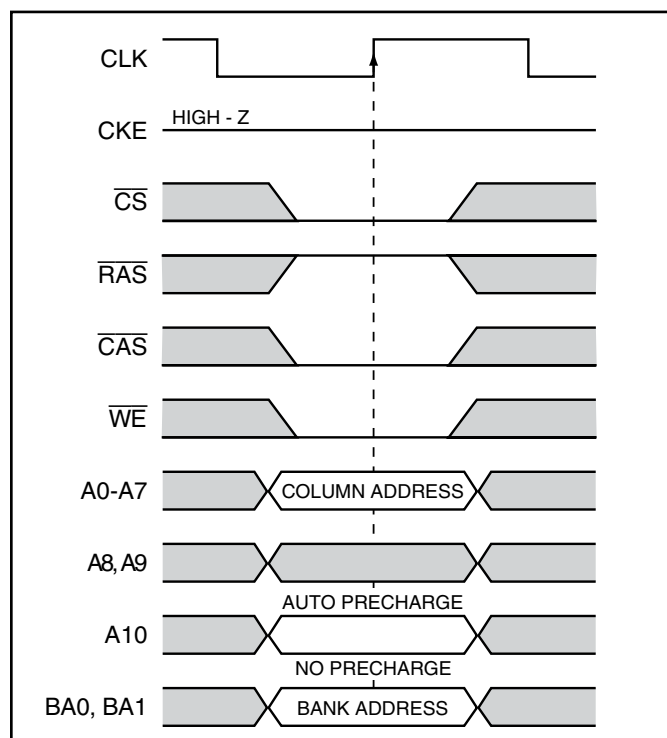 CLK
CKE HIGH - Z
CS
RAS
CAS
WE
A0-A7 COLUMN ADDRESS
A8, A9
AUTO PRECHARGE
A10
NO PRECHARGE
BA0, BA1 BANK ADDRESS